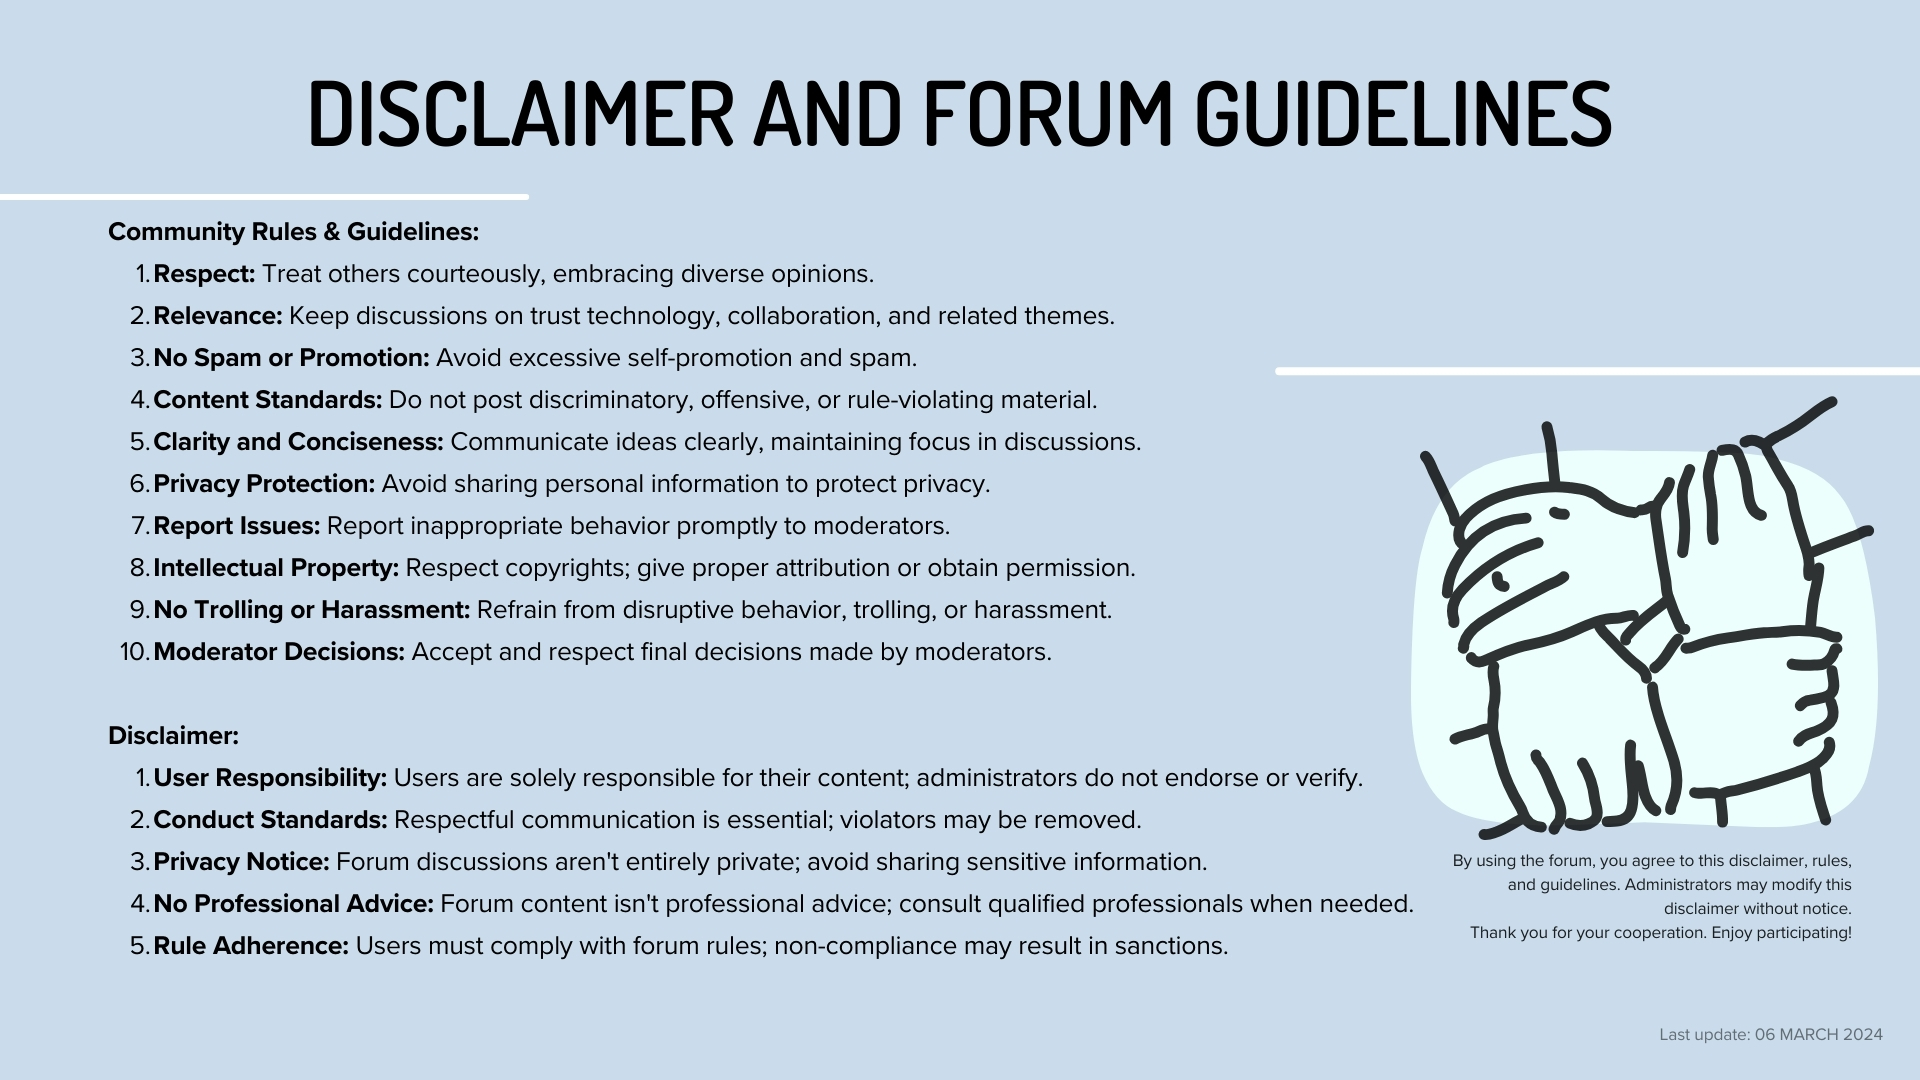 DISCLAIMER AND FORUM GUIDELINES
Community Rules & Guidelines:
1. Respect: Treat others courteously, embracing diverse opinions.
2. Relevance: Keep discussions on trust technology, collaboration, and related themes.
3. No Spam or Promotion: Avoid excessive self-promotion and spam.
4. Content Standards: Do not post discriminatory, offensive, or rule-violating material.
5. Clarity and Conciseness: Communicate ideas clearly, maintaining focus in discussions.
6. Privacy Protection: Avoid sharing personal information to protect privacy.
7. Report Issues: Report inappropriate behavior promptly to moderators.
8. Intellectual Property: Respect copyrights; give proper attribution or obtain permission.
9. No Trolling or Harassment: Refrain from disruptive behavior, trolling, or harassment.
10. Moderator Decisions: Accept and respect final decisions made by moderators.
Disclaimer:
1. User Responsibility: Users are solely responsible for their content; administrators do not endorse or verify.
2. Conduct Standards: Respectful communication is essential; violators may be removed.
3. Privacy Notice: Forum discussions aren't entirely private; avoid sharing sensitive information.
4. No Professional Advice: Forum content isn't professional advice; consult qualified professionals when needed.
5. Rule Adherence: Users must comply with forum rules; non-compliance may result in sanctions.
By using the forum, you agree to this disclaimer, rules,
and guidelines. Administrators may modify this
disclaimer without notice.
Thank you for your cooperation. Enjoy participating!
Last update: 06 MARCH 2024